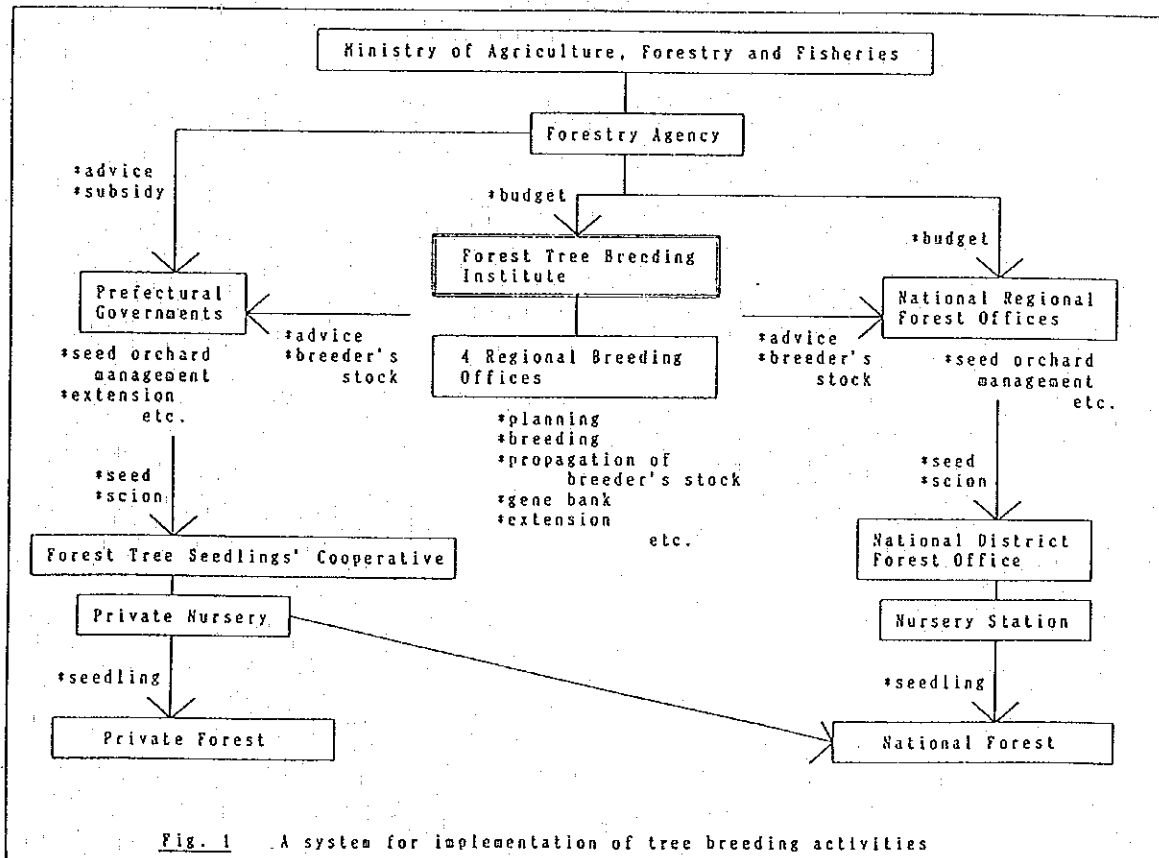 Ministry of Agriculture, Forestry and Fisheries
Forestry Agency
*advice
*subsidy
*budget
*budget
Forest Tree Breeding
Institute
Prefectural
Governments
National Regional
Forest Offices
*advice
*breeder's
stock
*advice
*breeder's
stock
4 Regional Breeding
Offices
*seed orchard
management
*extension
etc.
*seed orchard
management
etc.
*planning
*breeding
*propagation of
breeder's stock
*gene bank
*extension
etc.
*seed
*scion
*seed
*scion
Forest Tree Seedlings' Cooperative
National District
Forest Office
Private Nursery
Nursery Station
*seedling
*seedling
Private Forest
National Forest
Fig. 1 A system for implementation of tree breeding activities